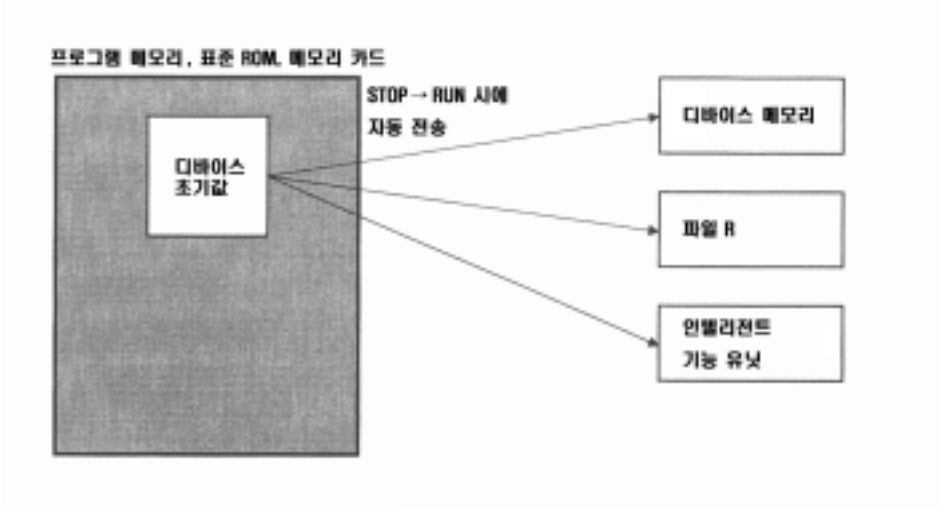 프로그램 메모리, 표준 ROM, 메모리 카드
STOP → RUN 시에
자동 전송
디바이스
초기값
디바이스 메모리
파일 R
인텔리전트
기능 유닛